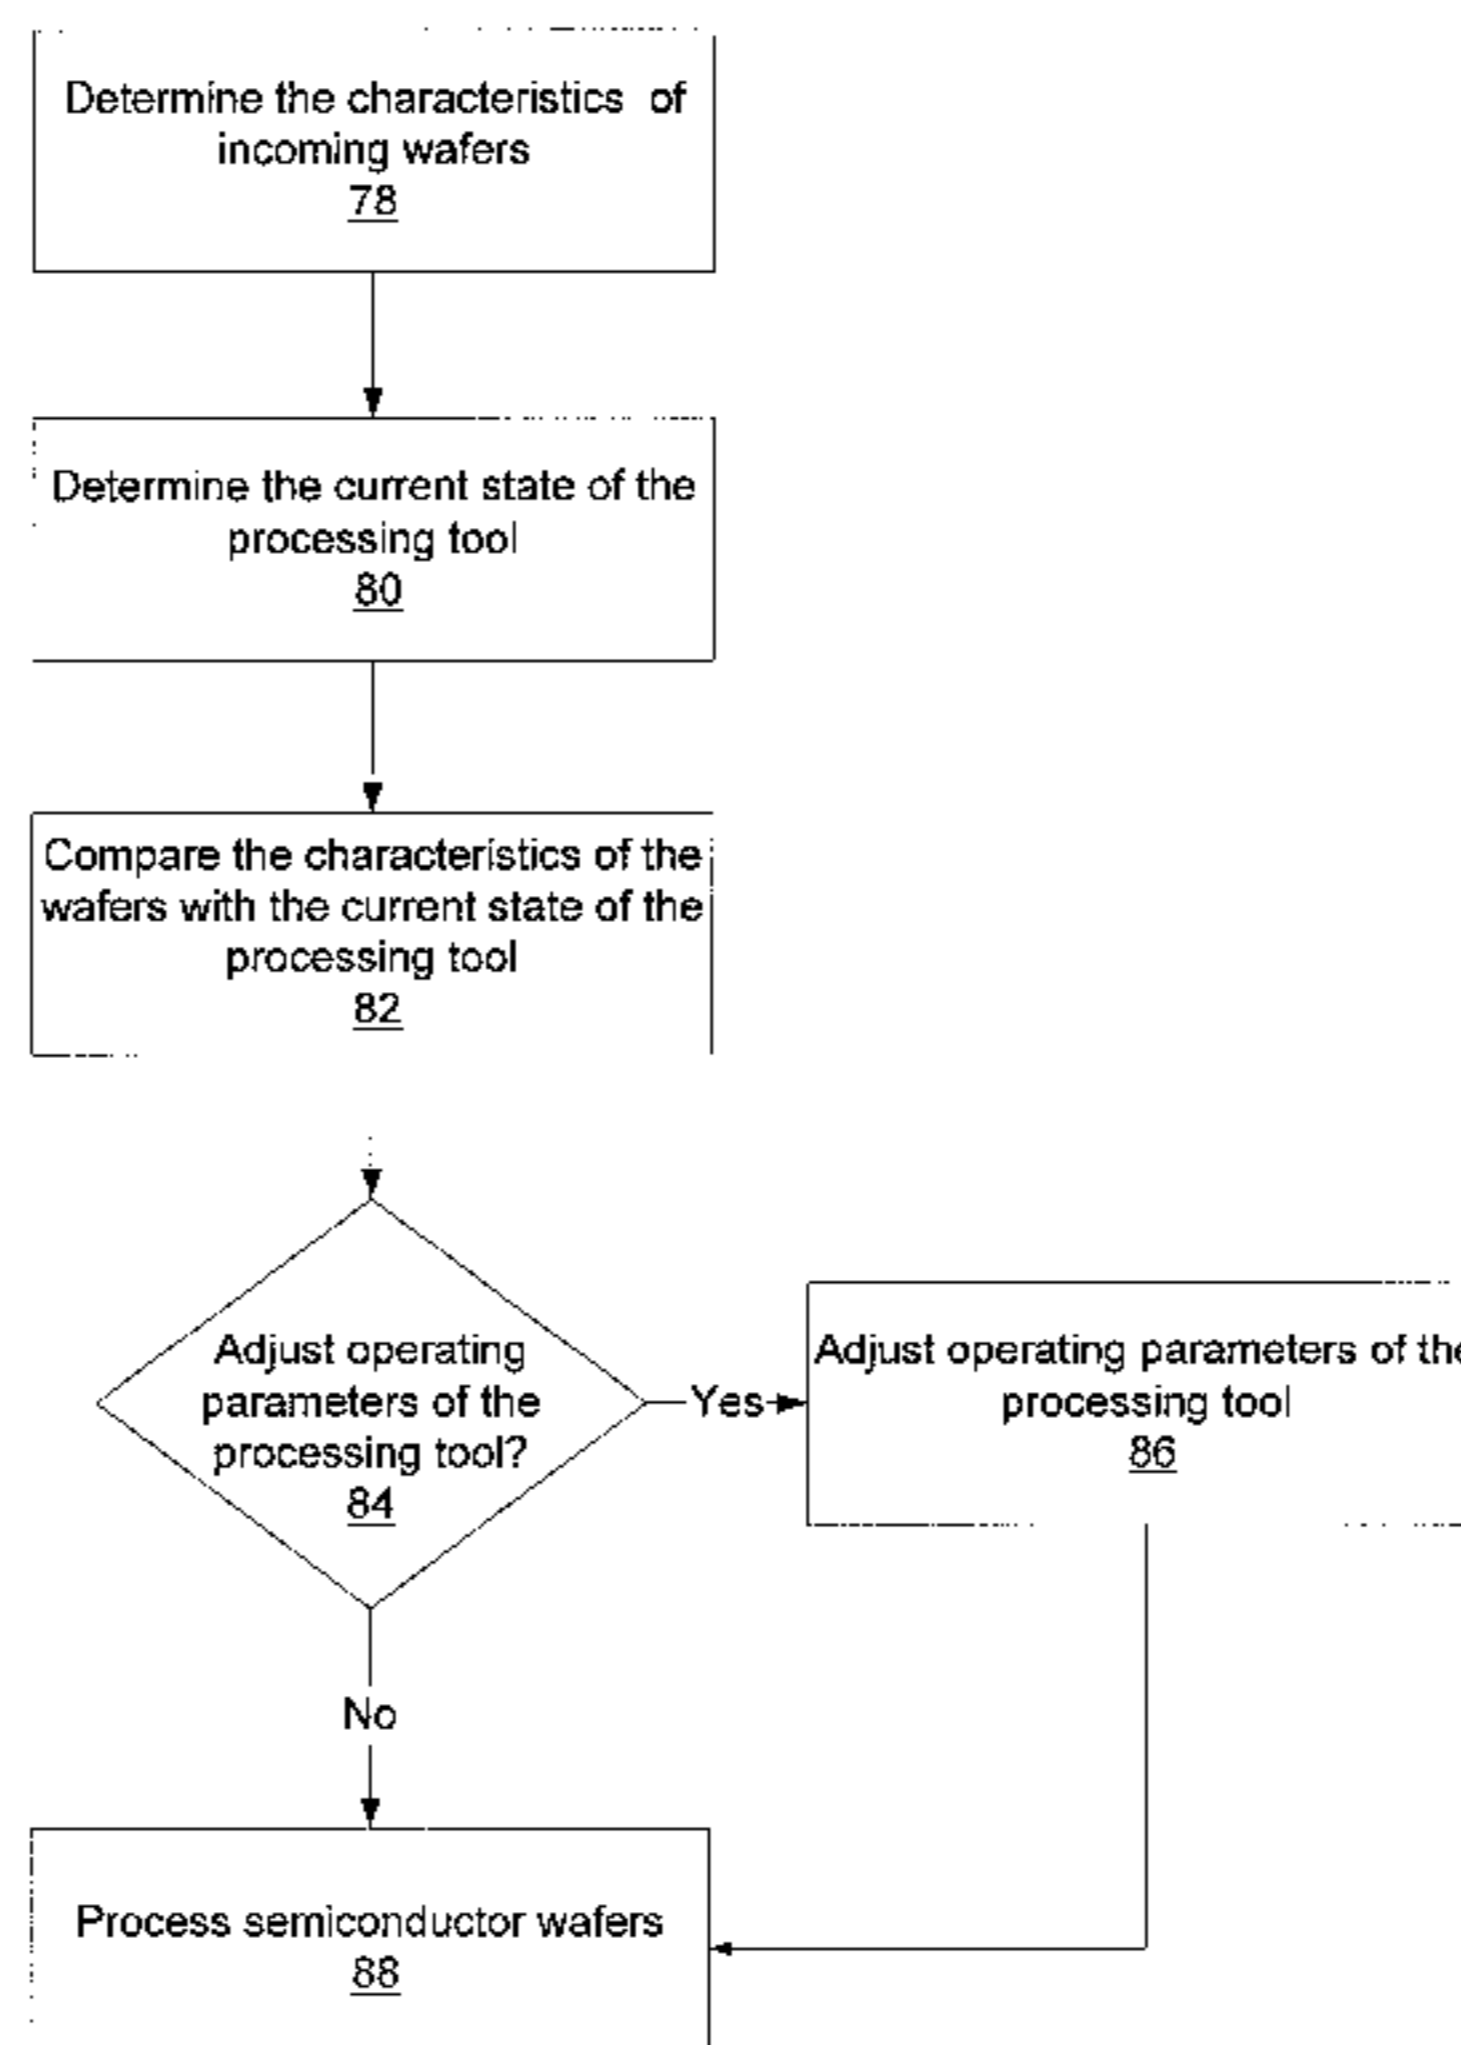 Determine the characteristics of
incoming wafers
78
Determine the current state of the
processing tool
80
Compare the characteristics of the
wafers with the current state of the
processing tool
82
Adjust operating
parameters of the
processing tool?
84
Yes
Adjust operating parameters of the
processing tool
86
No
Process semiconductor wafers
88